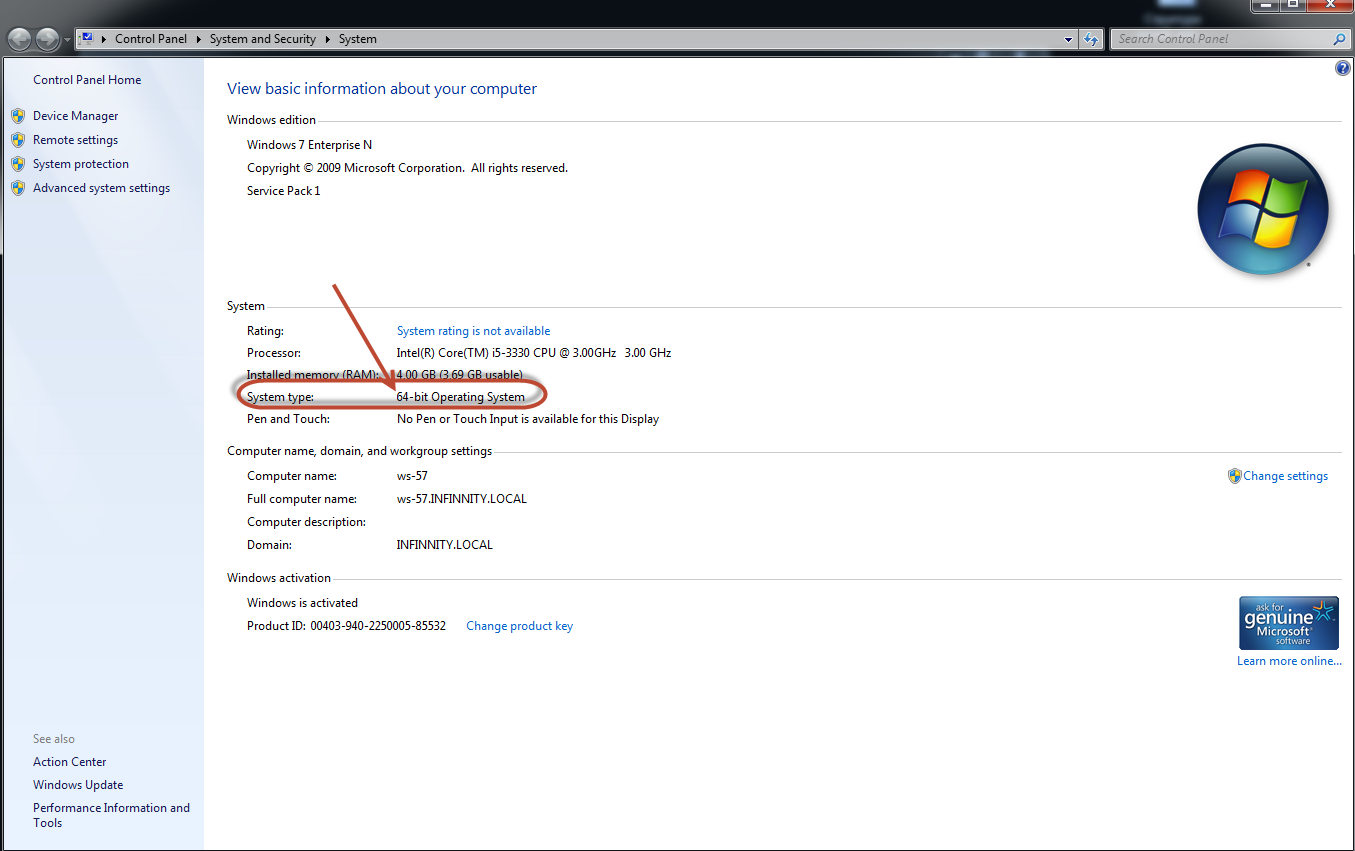 Control Panel ▸ System and Security ▸ System
Search Control Panel
Control Panel Home
Device Manager
Remote settings
System protection
Advanced system settings
See also
Action Center
Windows Update
Performance Information and
Tools
View basic information about your computer
Windows edition
Windows 7 Enterprise N
Copyright © 2009 Microsoft Corporation. All rights reserved.
Service Pack 1
System
Rating: System rating is not available
Processor: Intel(R) Core(TM) i5-3330 CPU @ 3.00GHz 3.00 GHz
Installed memory (RAM): 4.00 GB (3.69 GB usable)
System type: 64-bit Operating System
Pen and Touch: No Pen or Touch Input is available for this Display
Computer name, domain, and workgroup settings
Computer name: ws-57
Change settings
Full computer name: ws-57.INFINNITY.LOCAL
Computer description:
Domain: INFINNITY.LOCAL
Windows activation
Windows is activated
Product ID: 00403-940-2250005-85532 Change product key
ask for
genuine
Microsoft
software
Learn more online...